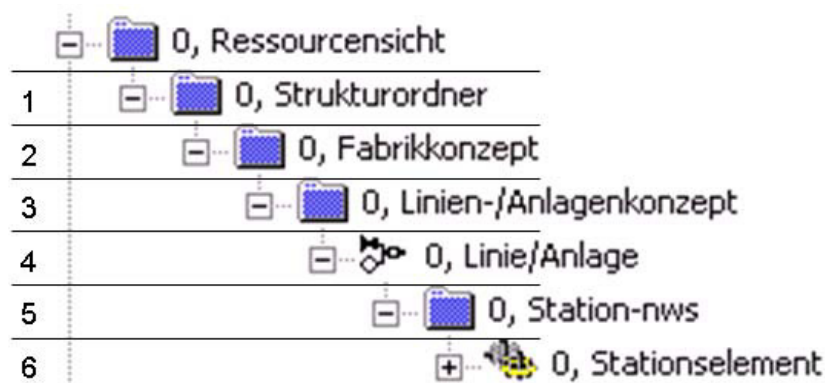 0, Ressourcensicht
1 0, Strukturordner
2 0, Fabrikkonzept
3 0, Linien-/Anlagenkonzept
4 0, Linie/Anlage
5 0, Station-nws
6 0, Stationselement